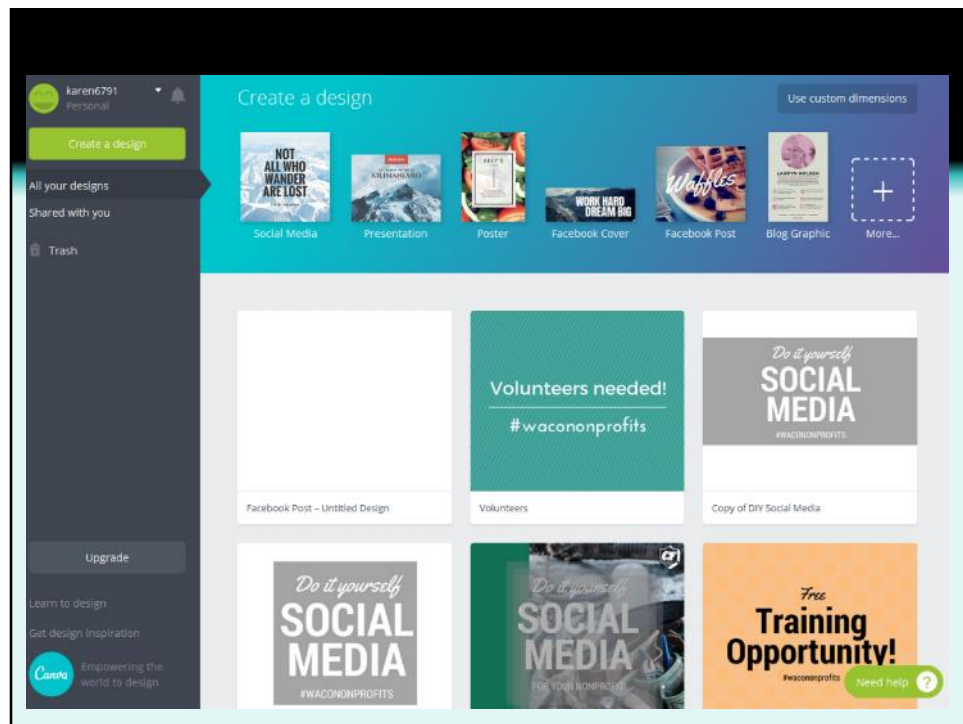 karen6791
Personal
Create a design
All your designs
Shared with you
Trash
Upgrade
Learn to design
Get design inspiration
Canva
Empowering the
world to design
Create a design
Use custom dimensions
NOT
ALL WHO
WANDER
ARE LOST
Social Media
KILIMANJARO
Presentation
Poster
WORK HARD
DREAM BIG
Facebook Cover
Waffles
Facebook Post
Blog Graphic
More...
Facebook Post – Untitled Design
Volunteers needed!
#wacononprofits
Volunteers
Do it yourself
SOCIAL
MEDIA
#WACONONPROFITS
Copy of DIY Social Media
Do it yourself
SOCIAL
MEDIA
#WACONONPROFITS
Do it yourself
SOCIAL
MEDIA
FOR YOUR NONPROFIT
Free
Training
Opportunity!
#wacononprofits
Need help ?